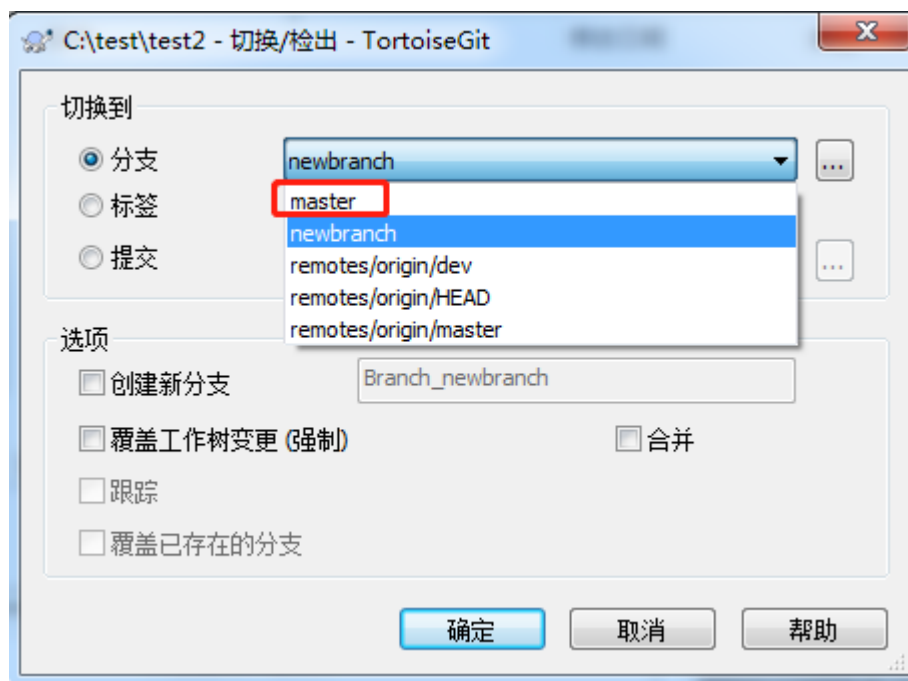 C:\test\test2 - 切换/检出 - TortoiseGit
切换到
分支
newbranch
...
标签
master
newbranch
提交
remotes/origin/dev
...
remotes/origin/HEAD
remotes/origin/master
选项
创建新分支
Branch_newbranch
覆盖工作树变更 (强制)
合并
跟踪
覆盖已存在的分支
确定
取消
帮助